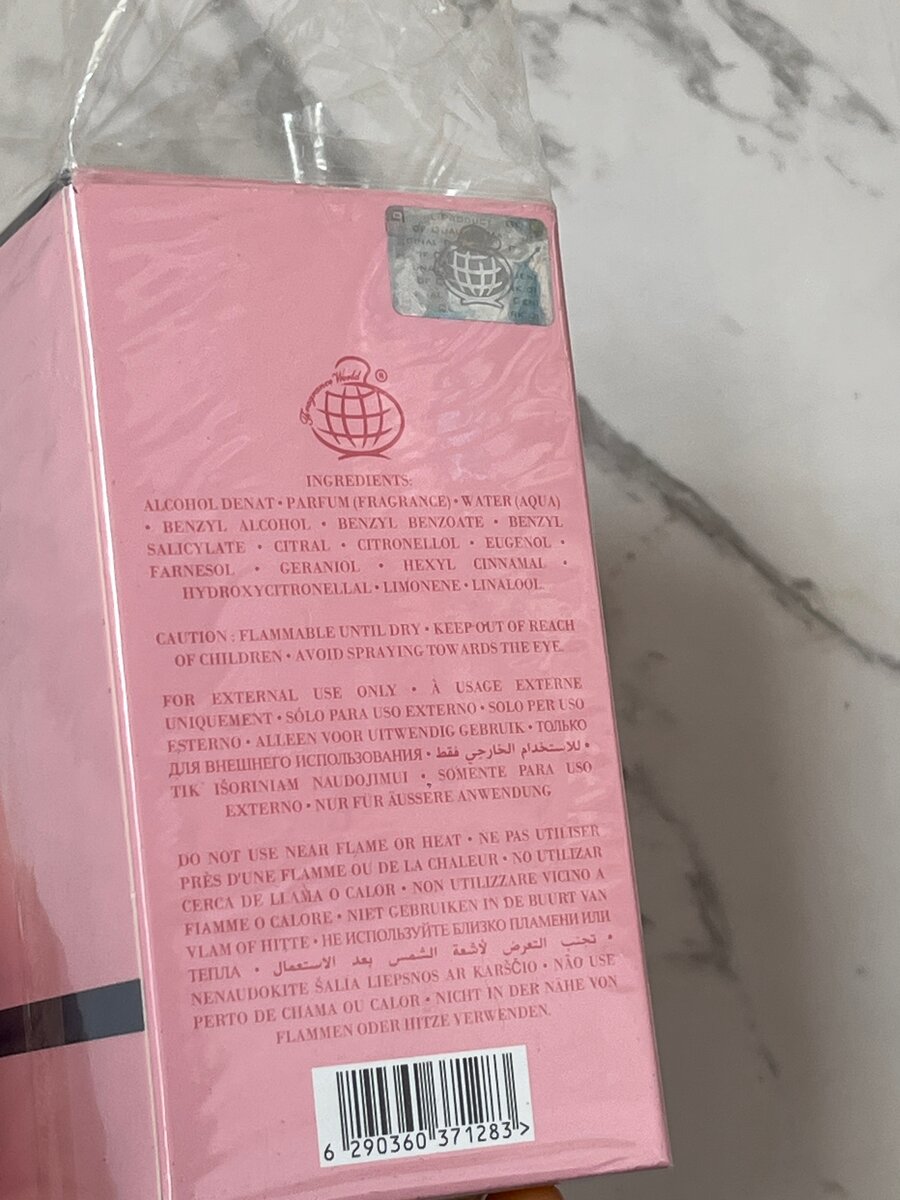 Fragrance World ®
INGREDIENTS:
ALCOHOL DENAT • PARFUM (FRAGRANCE) • WATER (AQUA)
• BENZYL ALCOHOL • BENZYL BENZOATE • BENZYL
SALICYLATE • CITRAL • CITRONELLOL • EUGENOL •
FARNESOL • GERANIOL • HEXYL CINNAMAL •
HYDROXYCITRONELLAL • LIMONENE • LINALOOL.
CAUTION : FLAMMABLE UNTIL DRY • KEEP OUT OF REACH
OF CHILDREN • AVOID SPRAYING TOWARDS THE EYE.
FOR EXTERNAL USE ONLY • À USAGE EXTERNE
UNIQUEMENT • SÓLO PARA USO EXTERNO • SOLO PER USO
ESTERNO • ALLEEN VOOR UITWENDIG GEBRUIK • ТОЛЬКО
ДЛЯ ВНЕШНЕГО ИСПОЛЬЗОВАНИЯ • للاستخدام الخارجي فقط •
TIK IŠORINIAM NAUDOJIMUI • SOMENTE PARA USO
EXTERNO • NUR FÜR ÄUSSERE ANWENDUNG
DO NOT USE NEAR FLAME OR HEAT • NE PAS UTILISER
PRÈS D'UNE FLAMME OU DE LA CHALEUR • NO UTILIZAR
CERCA DE LLAMA O CALOR • NON UTILIZZARE VICINO A
FIAMME O CALORE • NIET GEBRUIKEN IN DE BUURT VAN
VLAM OF HITTE • НЕ ИСПОЛЬЗУЙТЕ БЛИЗКО ПЛАМЕНИ ИЛИ
ТЕПЛА • تجنب التعرض لأشعة الشمس بعد الاستعمال •
NENAUDOKITE ŠALIA LIEPSNOS AR KARŠČIO • NÃO USE
PERTO DE CHAMA OU CALOR • NICHT IN DER NÄHE VON
FLAMMEN ODER HITZE VERWENDEN.
6 290360 371283 >